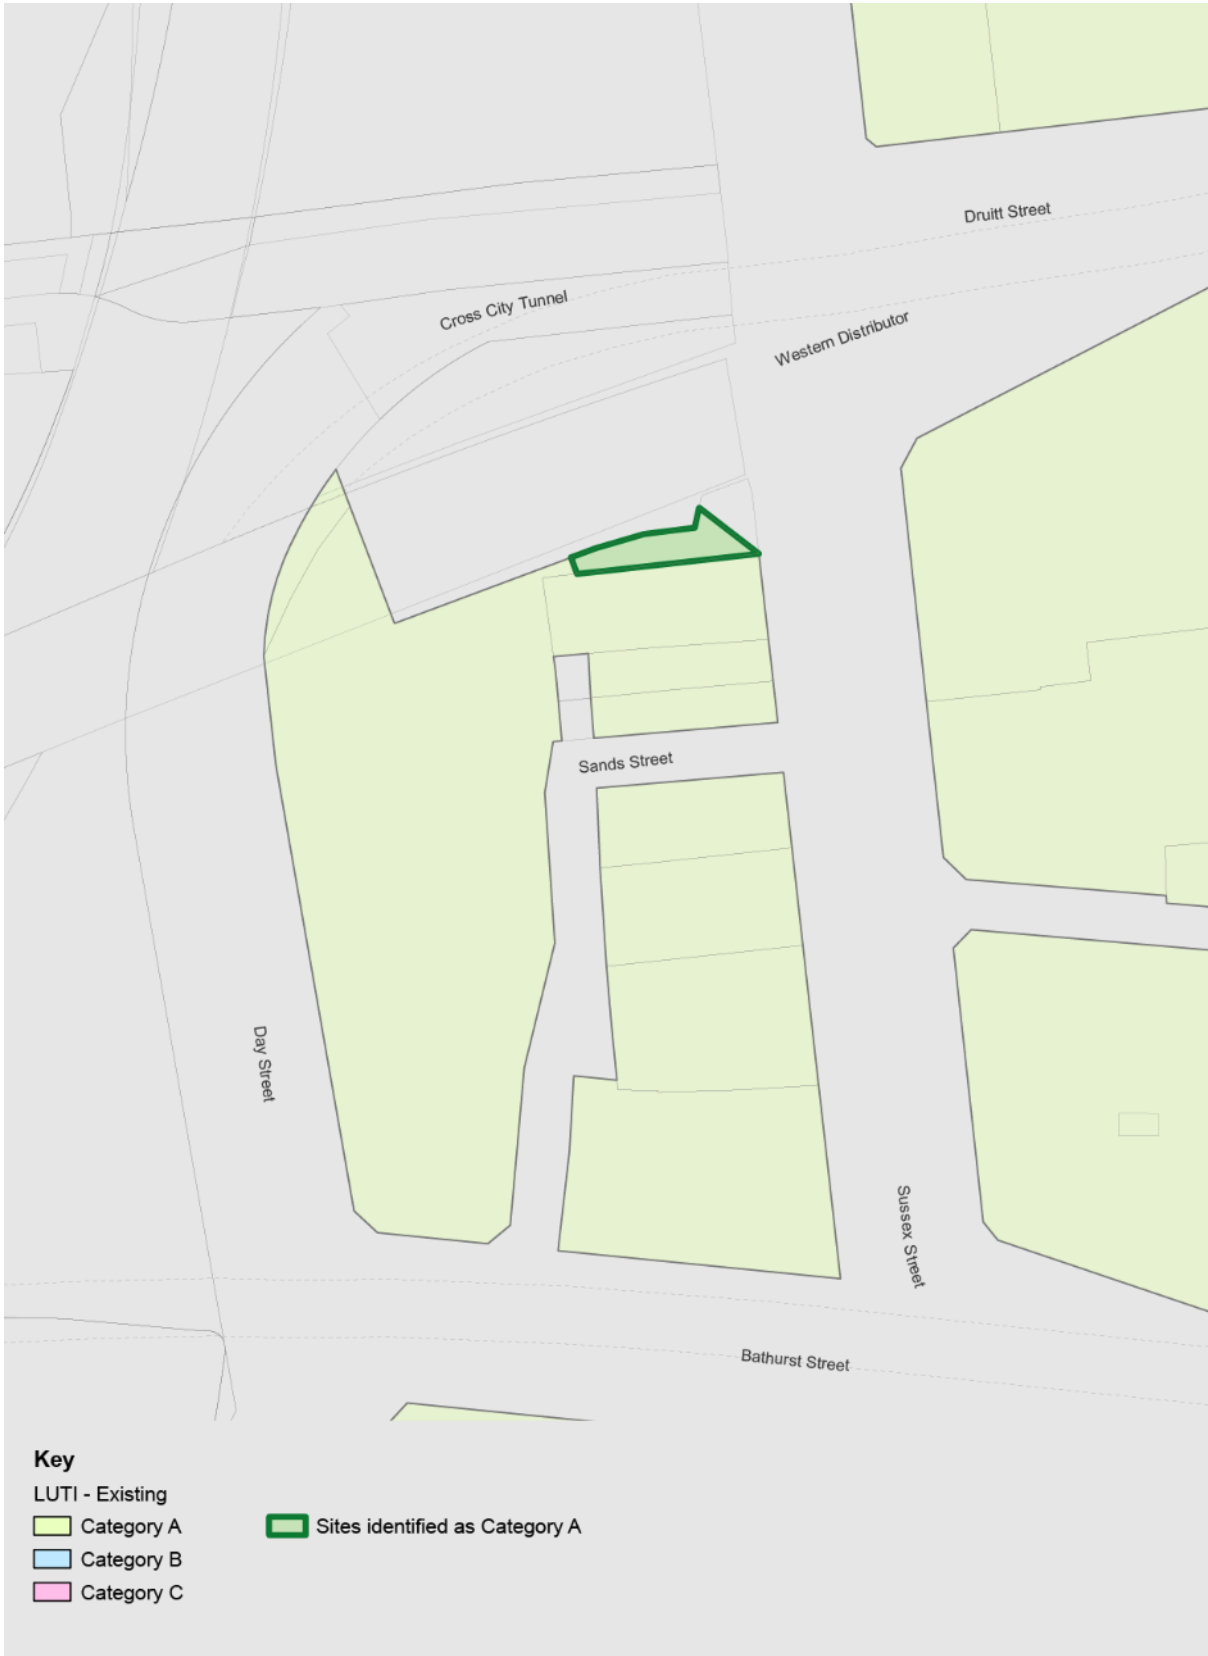 Druitt Street
Cross City Tunnel
Western Distributor
Sands Street
Day Street
Sussex Street
Bathurst Street
Key
LUTI - Existing
Category A
Sites identified as Category A
Category B
Category C